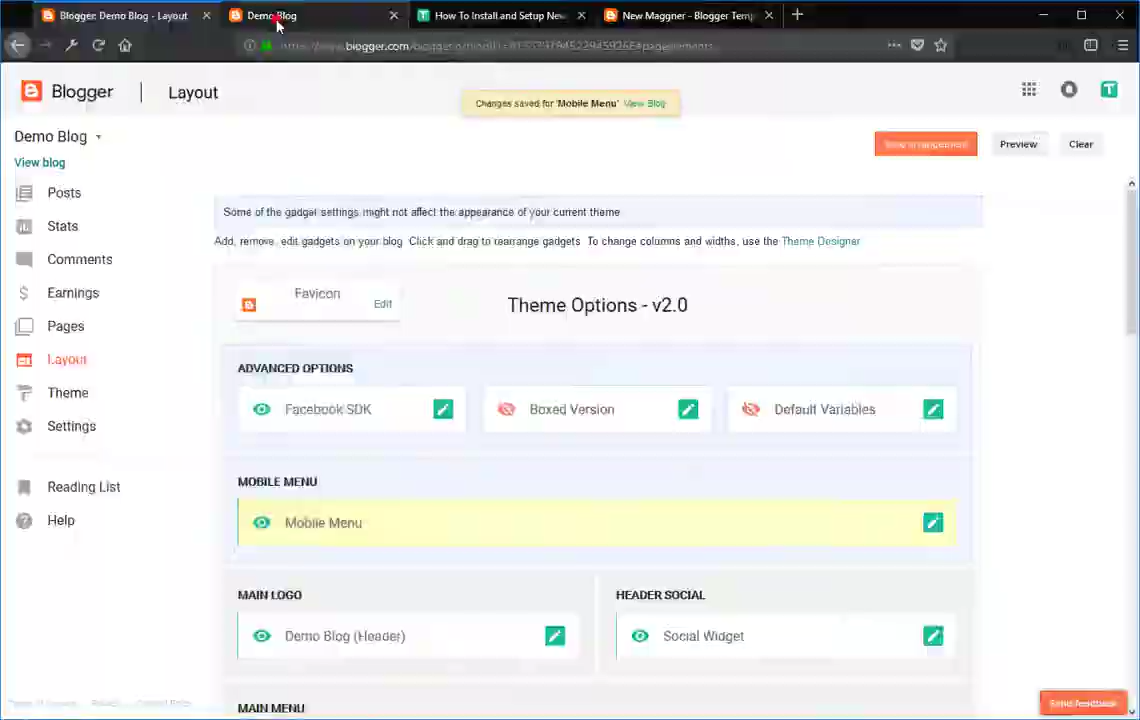 Blogger: Demo Blog - Layout
Demo Blog
How To Install and Setup New
New Maggner - Blogger Temp
blogger.com
Blogger
Layout
Changes saved for 'Mobile Menu' View Blog
Demo Blog
Save arrangement
Preview
Clear
View blog
Posts
Some of the gadget settings might not affect the appearance of your current theme
Stats
Add, remove, edit gadgets on your blog. Click and drag to rearrange gadgets. To change columns and widths, use the Theme Designer
Comments
Earnings
Favicon
Edit
Theme Options - v2.0
Pages
Layout
ADVANCED OPTIONS
Theme
Facebook SDK
Boxed Version
Default Variables
Settings
MOBILE MENU
Reading List
Help
Mobile Menu
MAIN LOGO
HEADER SOCIAL
Demo Blog (Header)
Social Widget
Send feedback
MAIN MENU